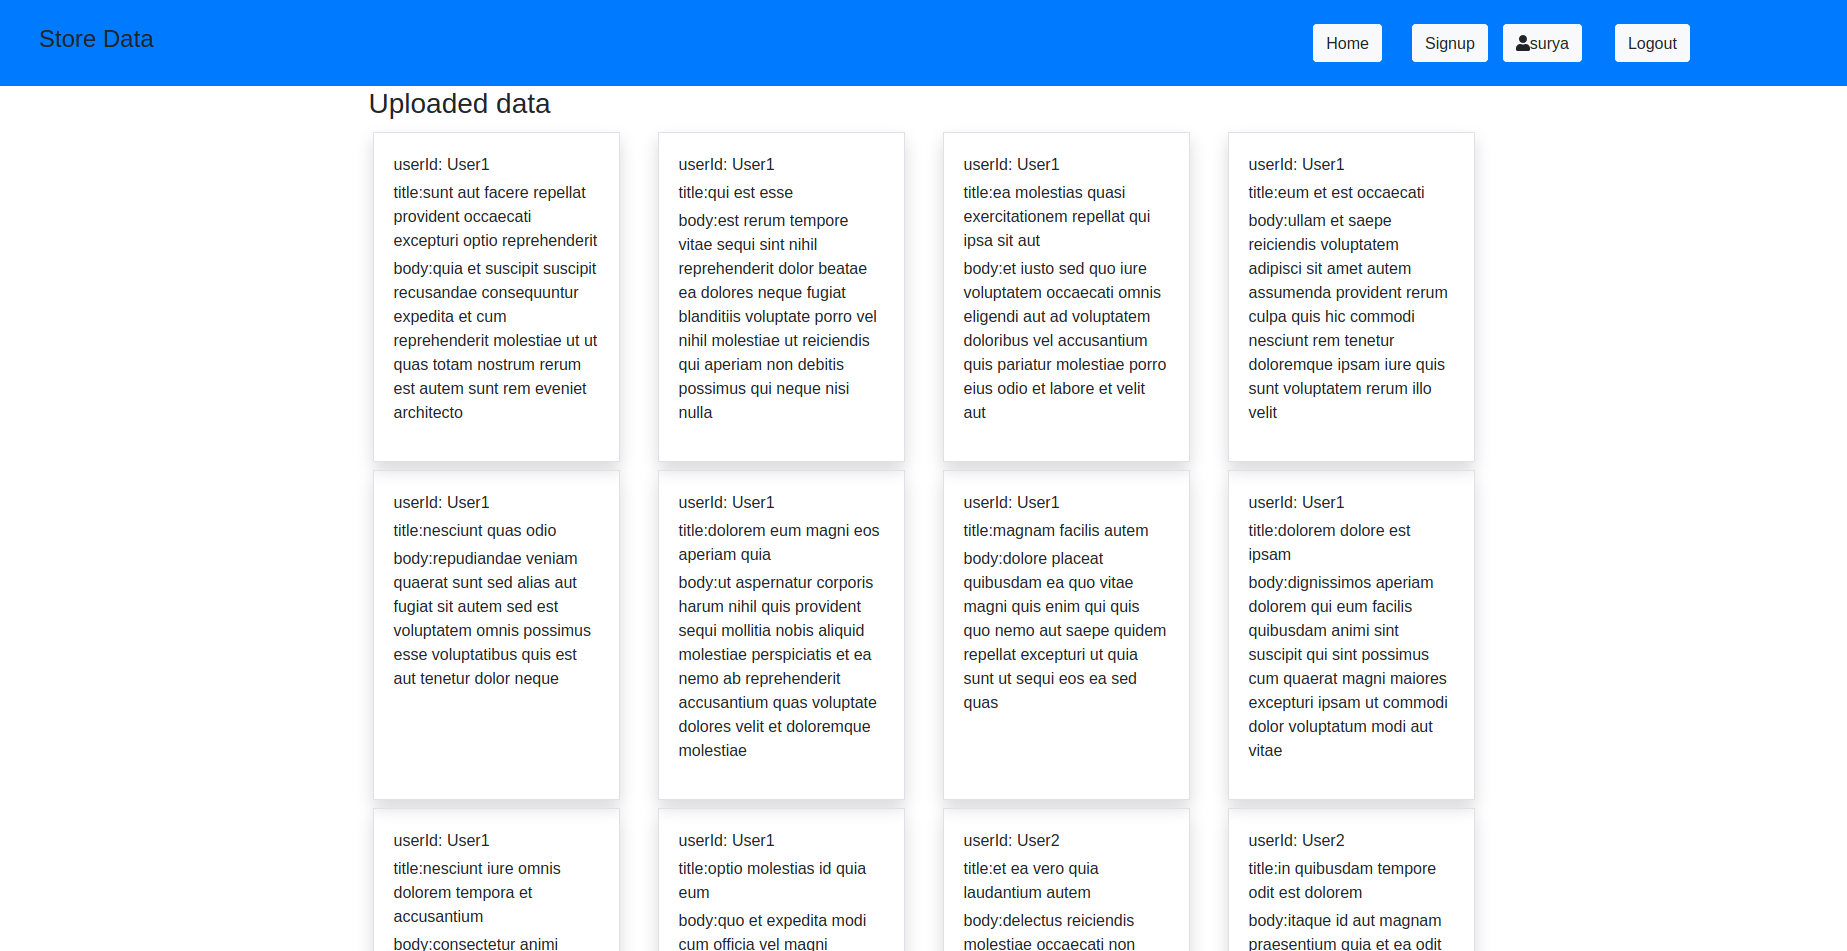 Store Data
Home
Signup
surya
Logout
Uploaded data
userId: User1
title:sunt aut facere repellat
provident occaecati
excepturi optio reprehenderit
body:quia et suscipit suscipit
recusandae consequuntur
expedita et cum
reprehenderit molestiae ut ut
quas totam nostrum rerum
est autem sunt rem eveniet
architecto
userId: User1
title:qui est esse
body:est rerum tempore
vitae sequi sint nihil
reprehenderit dolor beatae
ea dolores neque fugiat
blanditiis voluptate porro vel
nihil molestiae ut reiciendis
qui aperiam non debitis
possimus qui neque nisi
nulla
userId: User1
title:ea molestias quasi
exercitationem repellat qui
ipsa sit aut
body:et iusto sed quo iure
voluptatem occaecati omnis
eligendi aut ad voluptatem
doloribus vel accusantium
quis pariatur molestiae porro
eius odio et labore et velit
aut
userId: User1
title:eum et est occaecati
body:ullam et saepe
reiciendis voluptatem
adipisci sit amet autem
assumenda provident rerum
culpa quis hic commodi
nesciunt rem tenetur
doloremque ipsam iure quis
sunt voluptatem rerum illo
velit
userId: User1
title:nesciunt quas odio
body:repudiandae veniam
quaerat sunt sed alias aut
fugiat sit autem sed est
voluptatem omnis possimus
esse voluptatibus quis est
aut tenetur dolor neque
userId: User1
title:dolorem eum magni eos
aperiam quia
body:ut aspernatur corporis
harum nihil quis provident
sequi mollitia nobis aliquid
molestiae perspiciatis et ea
nemo ab reprehenderit
accusantium quas voluptate
dolores velit et doloremque
molestiae
userId: User1
title:magnam facilis autem
body:dolore placeat
quibusdam ea quo vitae
magni quis enim qui quis
quo nemo aut saepe quidem
repellat excepturi ut quia
sunt ut sequi eos ea sed
quas
userId: User1
title:dolorem dolore est
ipsam
body:dignissimos aperiam
dolorem qui eum facilis
quibusdam animi sint
suscipit qui sint possimus
cum quaerat magni maiores
excepturi ipsam ut commodi
dolor voluptatum modi aut
vitae
userId: User1
title:nesciunt iure omnis
dolorem tempora et
accusantium
body:consectetur animi
userId: User1
title:optio molestias id quia
eum
body:quo et expedita modi
cum officia vel magni
userId: User2
title:et ea vero quia
laudantium autem
body:delectus reiciendis
molestiae occaecati non
userId: User2
title:in quibusdam tempore
odit est dolorem
body:itaque id aut magnam
praesentium quia et ea odit